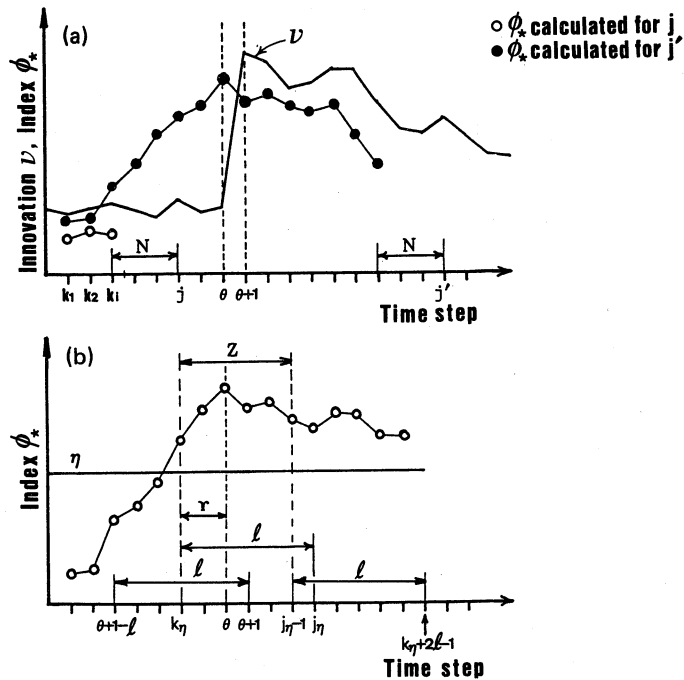 (a)
ν
ϕ* calculated for j
ϕ* calculated for j′
Innovation ν, Index ϕ*
N
N
k1 k2 ki j θ θ+1 j′
Time step
(b)
Z
η
Index ϕ*
r
ℓ
ℓ
ℓ
θ+1-ℓ kη θ θ+1 jη-1 jη
kη+2ℓ-1
Time step